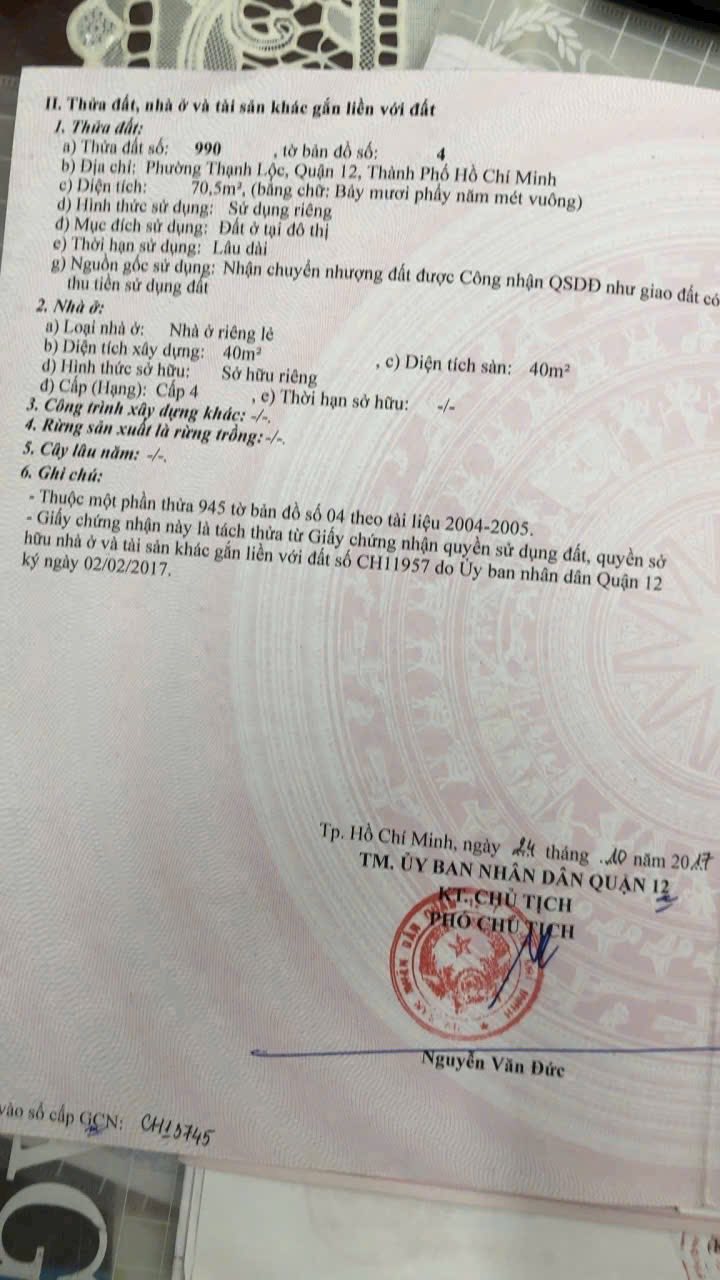 II. Thửa đất, nhà ở và tài sản khác gắn liền với đất
1. Thửa đất:
a) Thửa đất số: 990 , tờ bản đồ số: 4
b) Địa chỉ: Phường Thạnh Lộc, Quận 12, Thành Phố Hồ Chí Minh
c) Diện tích: 70,5m², (bằng chữ: Bảy mươi phẩy năm mét vuông)
d) Hình thức sử dụng: Sử dụng riêng
đ) Mục đích sử dụng: Đất ở tại đô thị
e) Thời hạn sử dụng: Lâu dài
g) Nguồn gốc sử dụng: Nhận chuyển nhượng đất được Công nhận QSDĐ như giao đất có
thu tiền sử dụng đất
2. Nhà ở:
a) Loại nhà ở: Nhà ở riêng lẻ
b) Diện tích xây dựng: 40m² , c) Diện tích sàn: 40m²
d) Hình thức sở hữu: Sở hữu riêng
đ) Cấp (Hạng): Cấp 4 , e) Thời hạn sở hữu: -/-
3. Công trình xây dựng khác: -/-.
4. Rừng sản xuất là rừng trồng: -/-.
5. Cây lâu năm: -/-.
6. Ghi chú:
- Thuộc một phần thửa 945 tờ bản đồ số 04 theo tài liệu 2004-2005.
- Giấy chứng nhận này là tách thửa từ Giấy chứng nhận quyền sử dụng đất, quyền sở
hữu nhà ở và tài sản khác gắn liền với đất số CH11957 do Ủy ban nhân dân Quận 12
ký ngày 02/02/2017.
Tp. Hồ Chí Minh, ngày 24 tháng 10 năm 2017
TM. ỦY BAN NHÂN DÂN QUẬN 12
KT. CHỦ TỊCH
PHÓ CHỦ TỊCH
Nguyễn Văn Đức
vào sổ cấp GCN: